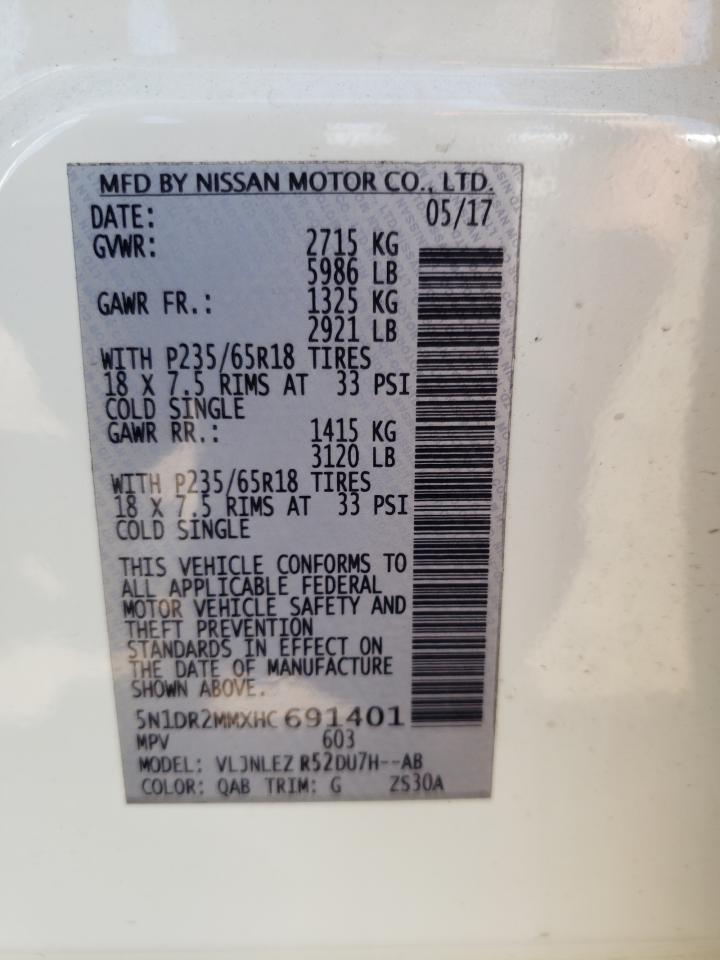 MFD BY NISSAN MOTOR CO., LTD.
DATE: 05/17
GVWR: 2715 KG
5986 LB
GAWR FR.: 1325 KG
2921 LB
WITH P235/65R18 TIRES
18 X 7.5 RIMS AT 33 PSI
COLD SINGLE
GAWR RR.: 1415 KG
3120 LB
WITH P235/65R18 TIRES
18 X 7.5 RIMS AT 33 PSI
COLD SINGLE
THIS VEHICLE CONFORMS TO
ALL APPLICABLE FEDERAL
MOTOR VEHICLE SAFETY AND
THEFT PREVENTION
STANDARDS IN EFFECT ON
THE DATE OF MANUFACTURE
SHOWN ABOVE.
5N1DR2MMXHC691401
MPV 603
MODEL: VLJNLEZ R52DU7H--AB
COLOR: QAB TRIM: G ZS30A